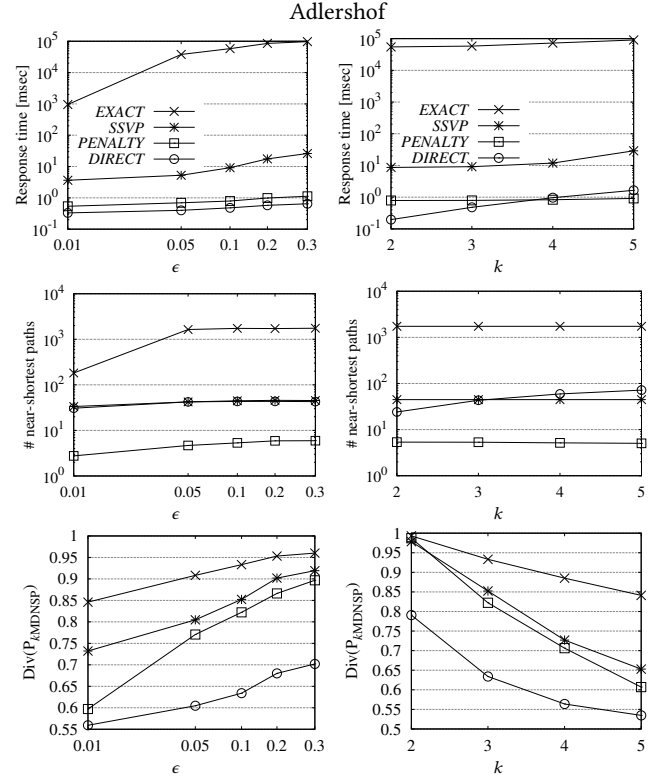 Adlershof
Response time [msec]
10^5
10^4
10^3
10^2
10^1
10^0
10^-1
EXACT
SSVP
PENALTY
DIRECT
0.01 0.05 0.1 0.2 0.3
ϵ
Response time [msec]
10^5
10^4
10^3
10^2
10^1
10^0
10^-1
EXACT
SSVP
PENALTY
DIRECT
2 3 4 5
k
# near-shortest paths
10^4
10^3
10^2
10^1
10^0
0.01 0.05 0.1 0.2 0.3
ϵ
# near-shortest paths
10^4
10^3
10^2
10^1
10^0
2 3 4 5
k
Div(P_kMDNSP)
1
0.95
0.9
0.85
0.8
0.75
0.7
0.65
0.6
0.55
0.01 0.05 0.1 0.2 0.3
ϵ
Div(P_kMDNSP)
1
0.95
0.9
0.85
0.8
0.75
0.7
0.65
0.6
0.55
0.5
2 3 4 5
k